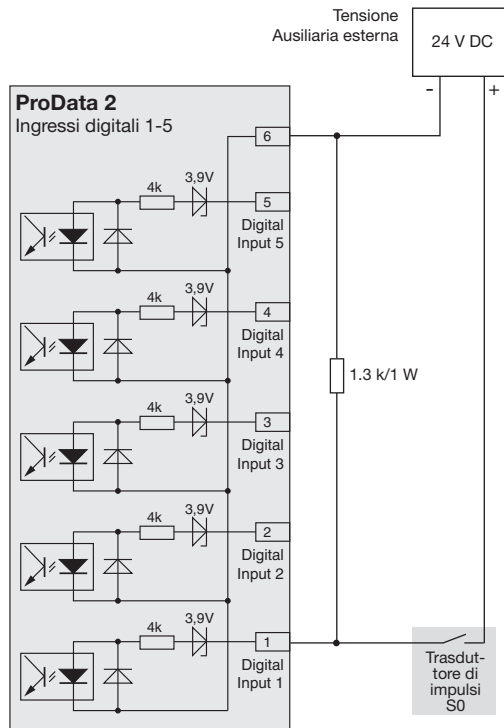 Tensione
Ausiliaria esterna
24 V DC
- +
ProData 2
Ingressi digitali 1-5
6
4k 3,9V
5
Digital
Input 5
4k 3,9V
4
Digital
Input 4
1.3 k/1 W
4k 3,9V
3
Digital
Input 3
4k 3,9V
2
Digital
Input 2
4k 3,9V
1
Digital
Input 1
Trasdut-
tore di
impulsi
S0